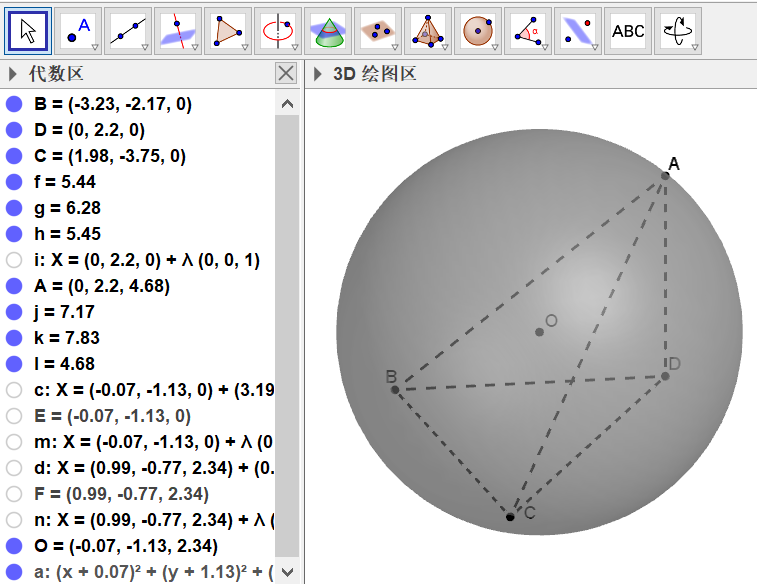 A
α
ABC
代数区
3D 绘图区
B = (-3.23, -2.17, 0)
D = (0, 2.2, 0)
C = (1.98, -3.75, 0)
f = 5.44
g = 6.28
h = 5.45
i: X = (0, 2.2, 0) + λ (0, 0, 1)
A = (0, 2.2, 4.68)
j = 7.17
k = 7.83
l = 4.68
c: X = (-0.07, -1.13, 0) + (3.19
E = (-0.07, -1.13, 0)
m: X = (-0.07, -1.13, 0) + λ (0
d: X = (0.99, -0.77, 2.34) + (0.
F = (0.99, -0.77, 2.34)
n: X = (0.99, -0.77, 2.34) + λ (
O = (-0.07, -1.13, 2.34)
a: (x + 0.07)² + (y + 1.13)² + (
A
O
B
D
C